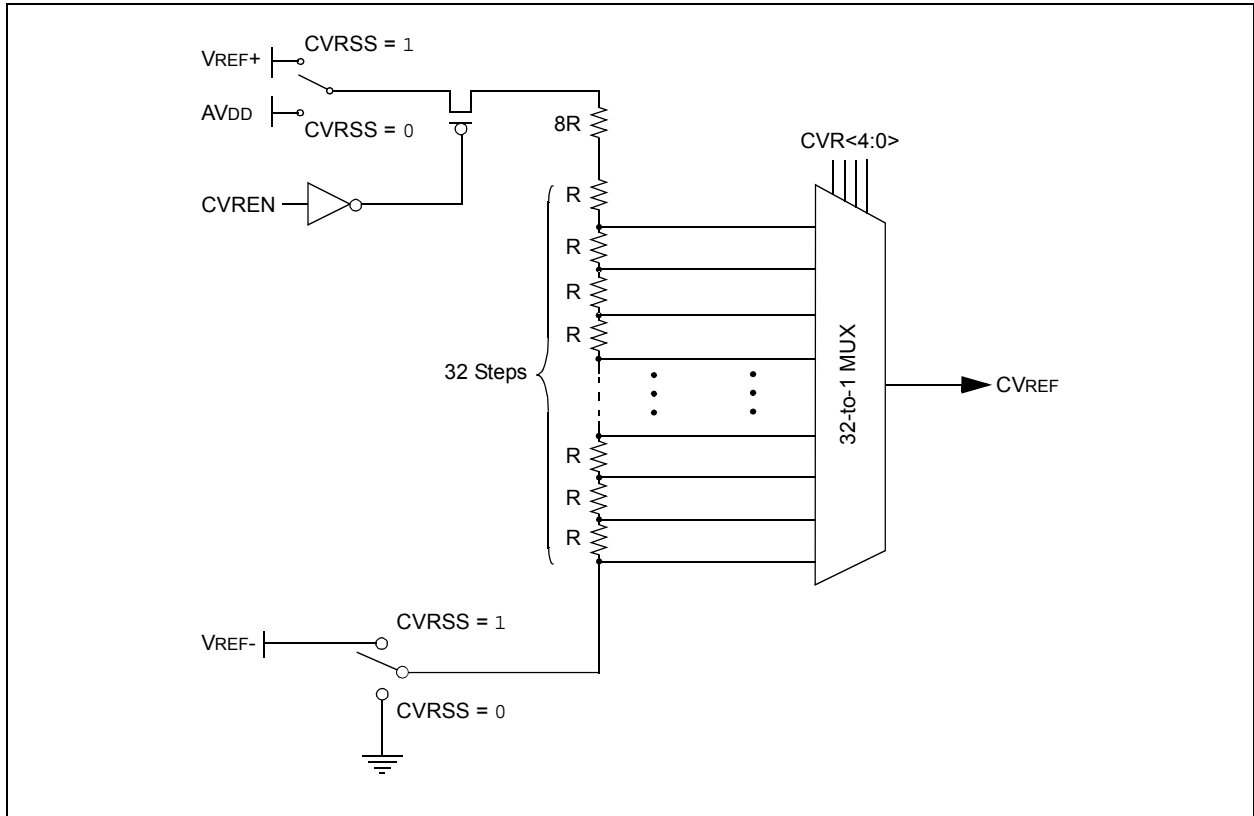 CVRSS = 1
VREF+
AVDD
8R
CVRSS = 0
CVR<4:0>
CVREN
R
R
R
R
32 Steps
32-to-1 MUX
CVREF
R
R
R
CVRSS = 1
VREF-
CVRSS = 0